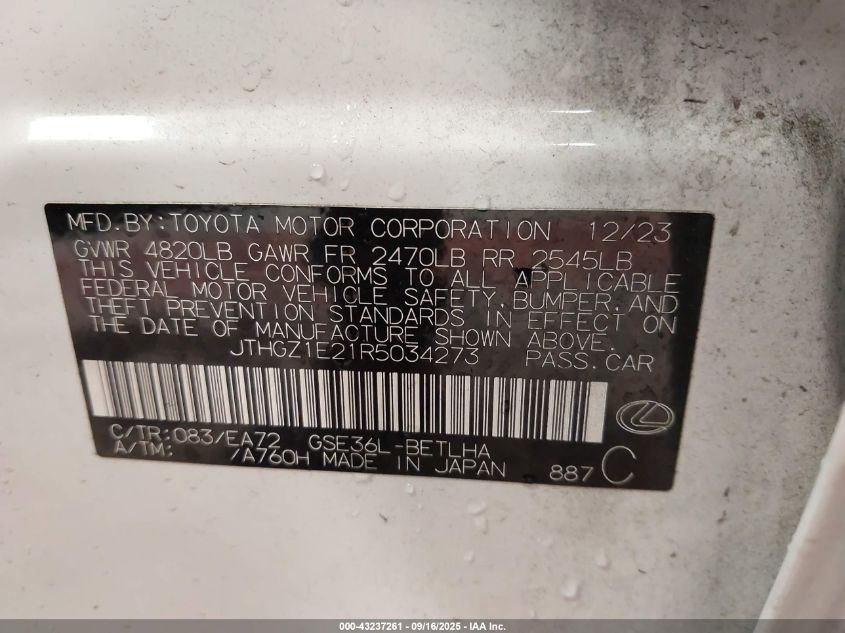 MFD.BY:TOYOTA MOTOR CORPORATION 12/23
GVWR 4820LB GAWR FR 2470LB RR 2545LB
THIS VEHICLE CONFORMS TO ALL APPLICABLE
FEDERAL MOTOR VEHICLE SAFETY,BUMPER,AND
THEFT PREVENTION STANDARDS IN EFFECT ON
THE DATE OF MANUFACTURE SHOWN ABOVE.
JTHGZ1E21R5034273 PASS.CAR
C/TR:083/EA72 GSE36L-BETLHA
A/TM: /A760H MADE IN JAPAN 887 C
000-43237261 - 09/16/2025 - IAA Inc.